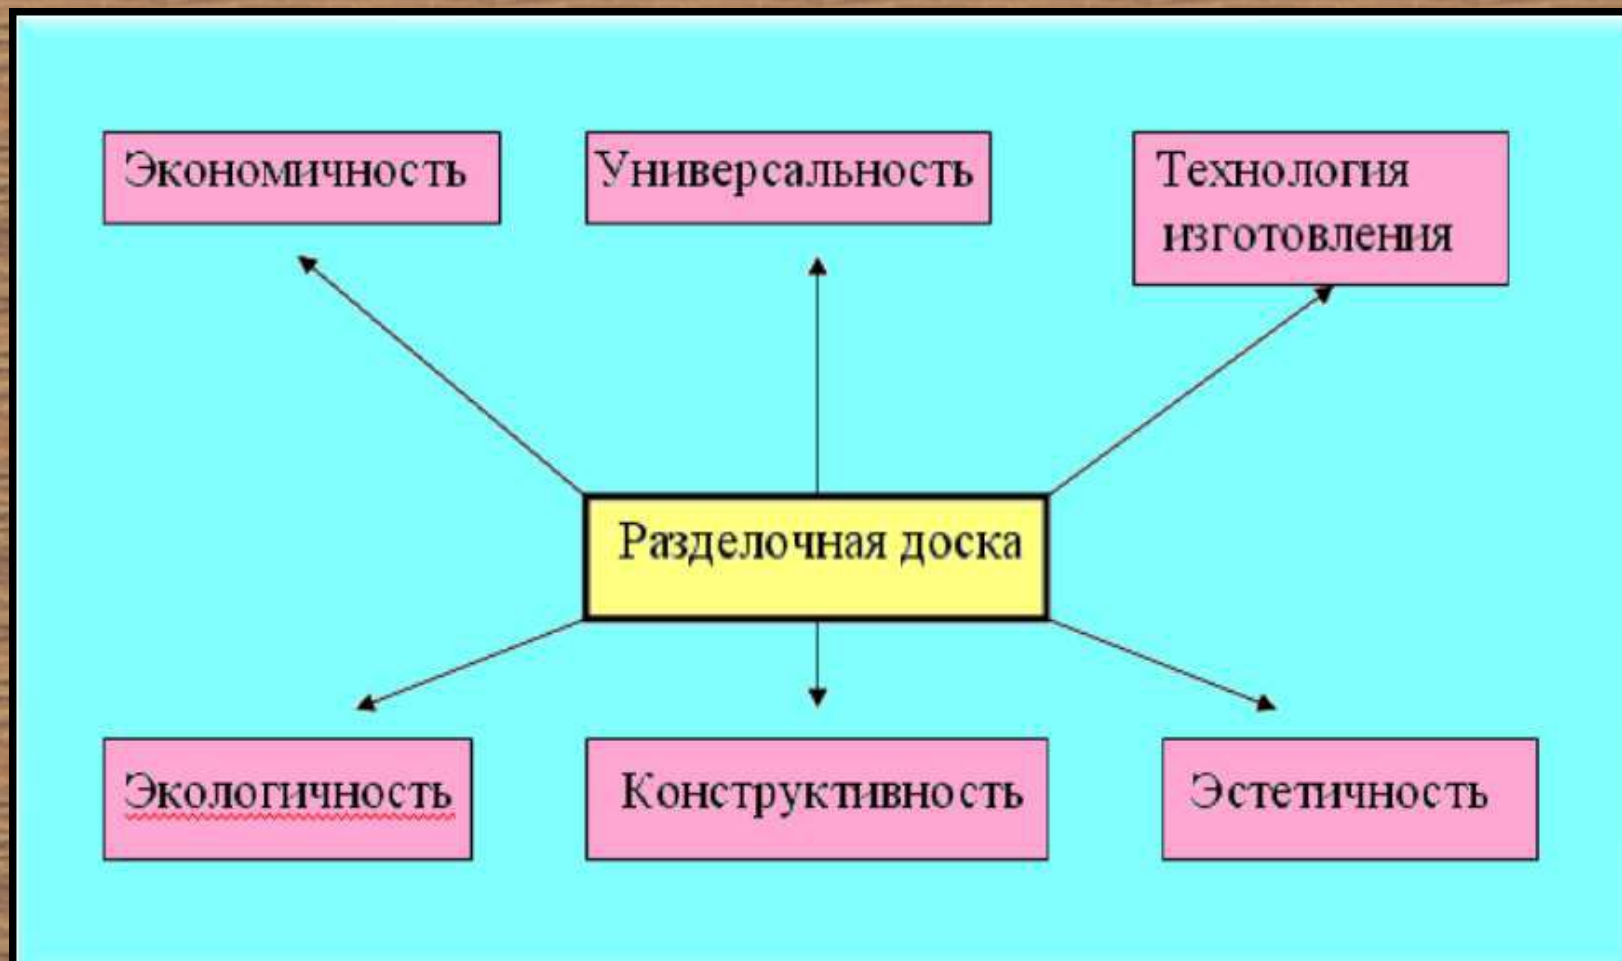 Экономичность
Универсальность
Технология
изготовления
Разделочная доска
Экологичность
Конструктивность
Эстетичность